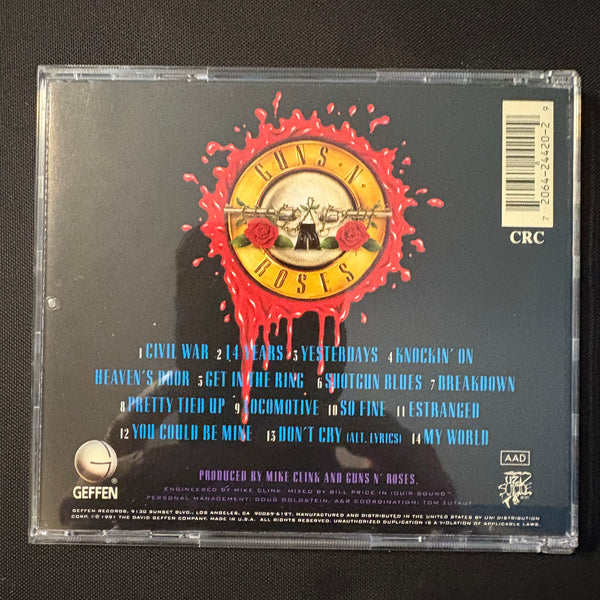 GUNS N'
ROSES
7 20642-44202 9
CRC
1 CIVIL WAR 2 14 YEARS 3 YESTERDAYS 4 KNOCKIN' ON
HEAVEN'S DOOR 5 GET IN THE RING 6 SHOTGUN BLUES 7 BREAKDOWN
8 PRETTY TIED UP 9 LOCOMOTIVE 10 SO FINE 11 ESTRANGED
12 YOU COULD BE MINE 13 DON'T CRY (ALT. LYRICS) 14 MY WORLD
GEFFEN
AAD
PRODUCED BY MIKE CLINK AND GUNS N' ROSES.
ENGINEERED BY MIKE CLINK. MIXED BY BILL PRICE IN "QUIR SOUND"
PERSONAL MANAGEMENT: DOUG GOLDSTEIN. A&R COORDINATION: TOM ZUTAUT
GEFFEN RECORDS, 9130 SUNSET BLVD., LOS ANGELES, CA 90069-6197. MANUFACTURED AND DISTRIBUTED IN THE UNITED STATES BY UNI DISTRIBUTION
CORP. ©1991 THE DAVID GEFFEN COMPANY. MADE IN U.S.A. ALL RIGHTS RESERVED. UNAUTHORIZED DUPLICATION IS A VIOLATION OF APPLICABLE LAWS.